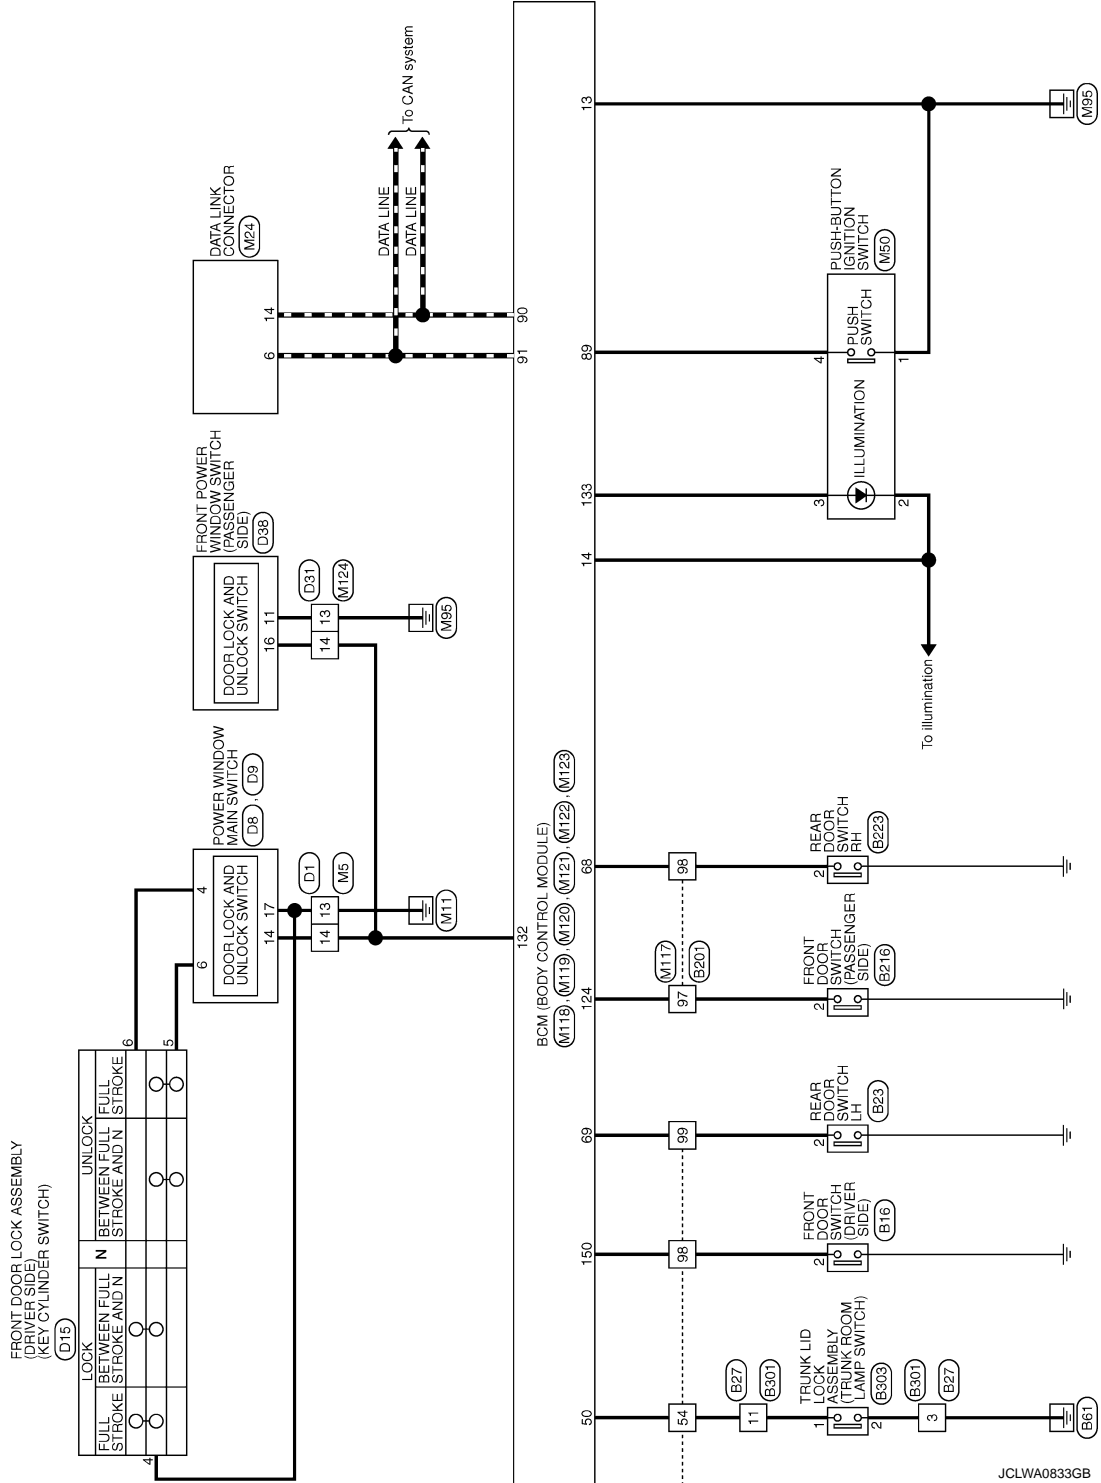 FRONT DOOR LOCK ASSEMBLY
(DRIVER SIDE)
(KEY CYLINDER SWITCH)
D15
LOCK
N
UNLOCK
FULL
STROKE
BETWEEN FULL
STROKE AND N
BETWEEN FULL
STROKE AND N
FULL
STROKE
4
6
5
POWER WINDOW
MAIN SWITCH
D8 , D9
DOOR LOCK AND
UNLOCK SWITCH
6
4
14
17
D1
M5
14
13
M11
FRONT POWER
WINDOW SWITCH
(PASSENGER
SIDE)
D38
DOOR LOCK AND
UNLOCK SWITCH
16
11
D31
M124
14
13
M95
DATA LINK
CONNECTOR
M24
6
14
DATA LINE
DATA LINE
To CAN system
132
91
90
BCM (BODY CONTROL MODULE)
M118 , M119 , M120 , M121 , M122 , M123
50
150
69
124
68
14
133
89
13
54
98
99
97
98
M117
B201
B27
B301
11
TRUNK LID
LOCK
ASSEMBLY
(TRUNK ROOM
LAMP SWITCH)
B303
1
2
B301
B27
3
B61
FRONT
DOOR
SWITCH
(DRIVER
SIDE)
B16
2
REAR
DOOR
SWITCH
LH
B23
2
FRONT
DOOR
SWITCH
(PASSENGER
SIDE)
B216
2
REAR
DOOR
SWITCH
RH
B223
2
To illumination
PUSH-BUTTON
IGNITION
SWITCH
M50
ILLUMINATION
PUSH
SWITCH
3
4
2
1
M95
JCLWA0833GB